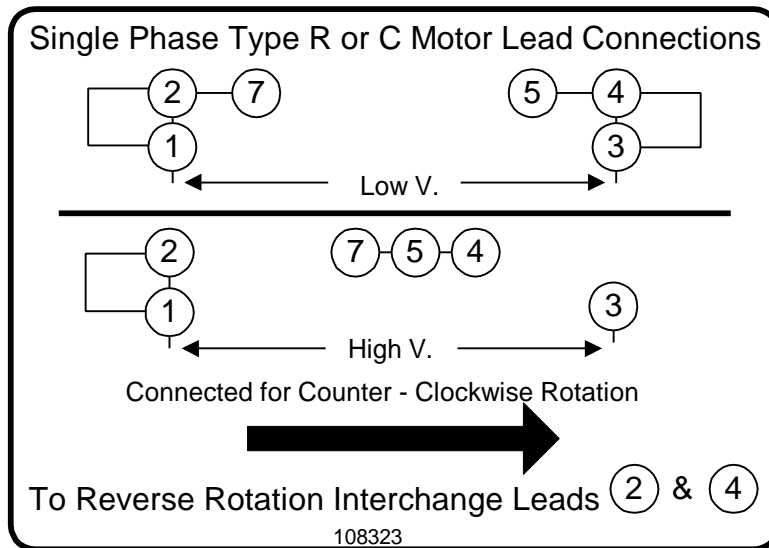 Single Phase Type R or C Motor Lead Connections
2 7 5 4
1 3
Low V.
2 7 5 4
1 3
High V.
Connected for Counter - Clockwise Rotation
To Reverse Rotation Interchange Leads 2 & 4
108323